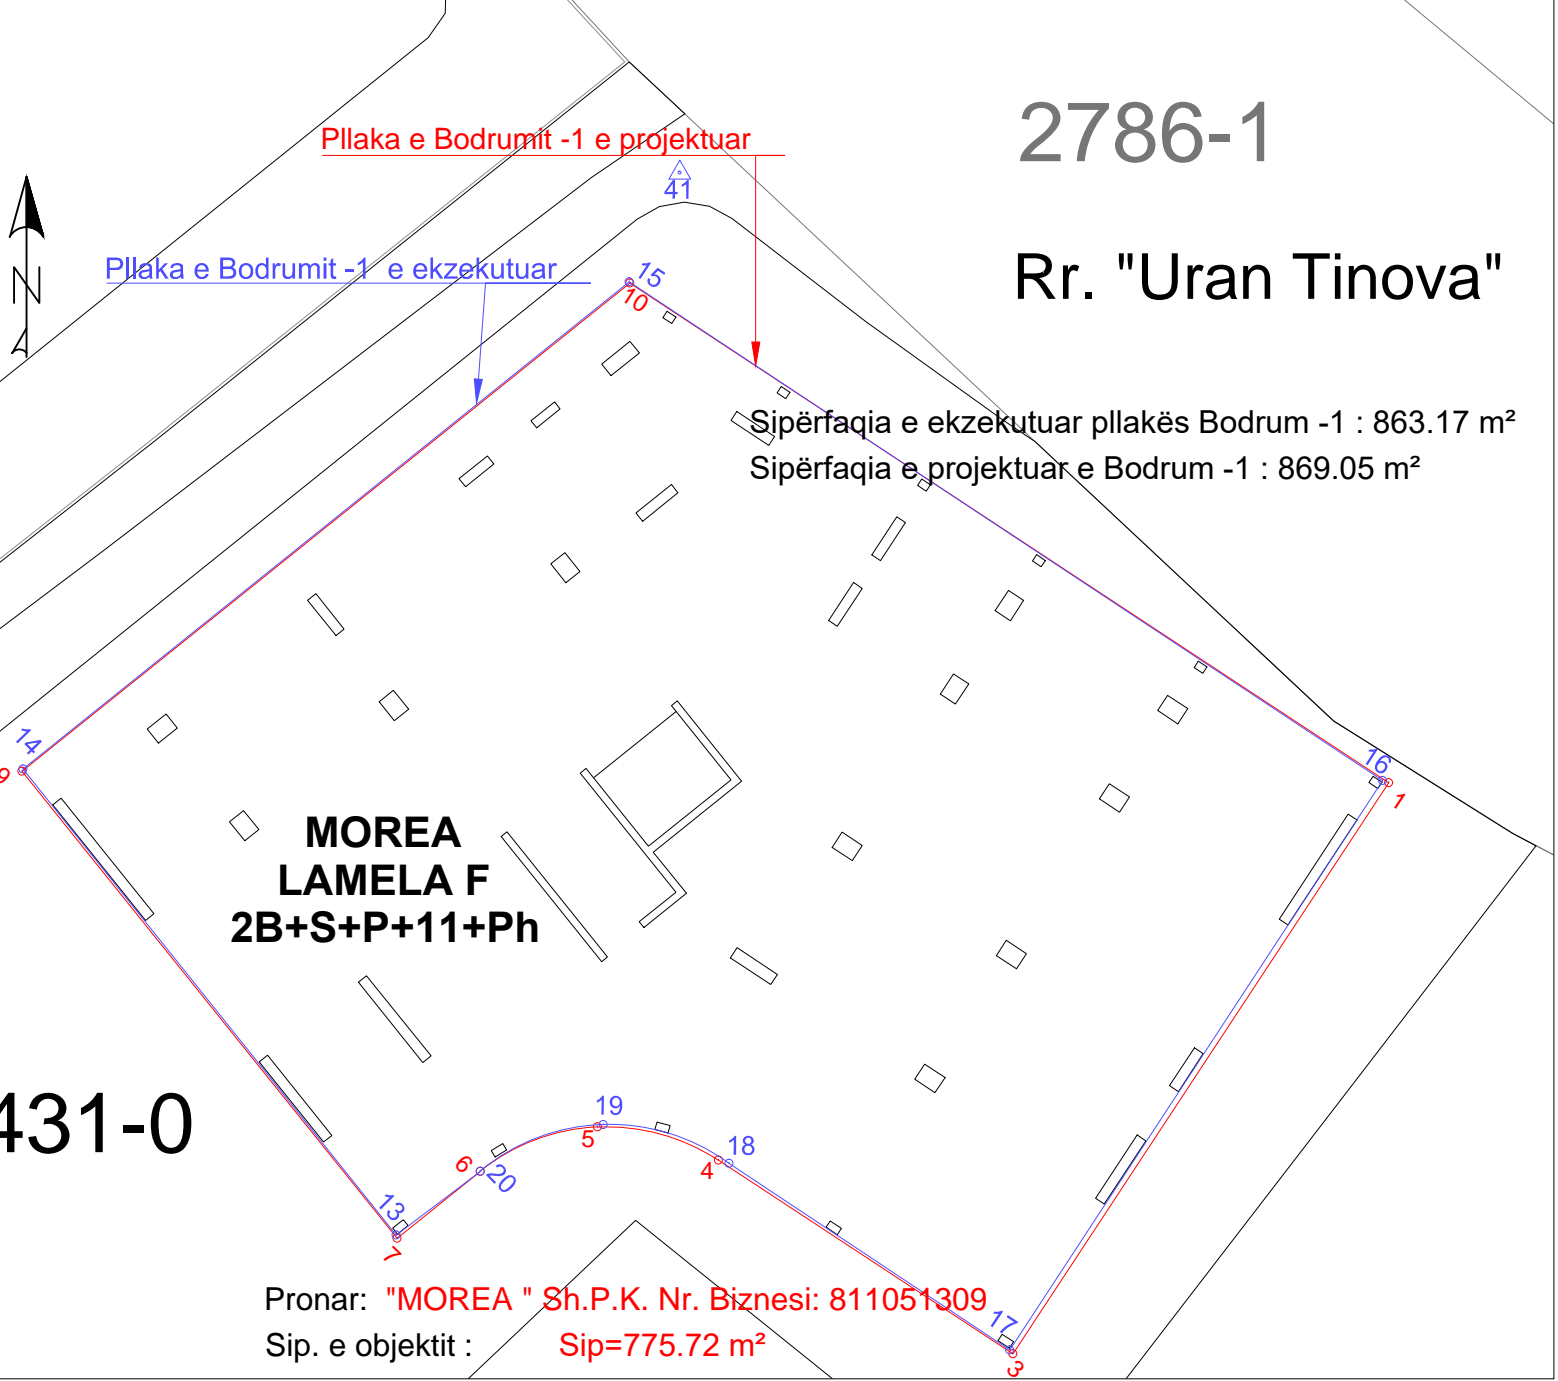 2786-1
Pllaka e Bodrumit -1 e projektuar
41
Rr. "Uran Tinova"
Pllaka e Bodrumit -1 e ekzekutuar
15
10
N
Sipërfaqia e ekzekutuar pllakës Bodrum -1 : 863.17 m²
Sipërfaqia e projektuar e Bodrum -1 : 869.05 m²
14
9
16
1
MOREA
LAMELA F
2B+S+P+11+Ph
431-0
19
5
18
4
6
20
13
7
17
3
Pronar: "MOREA " Sh.P.K. Nr. Biznesi: 811051309
Sip. e objektit : Sip=775.72 m²